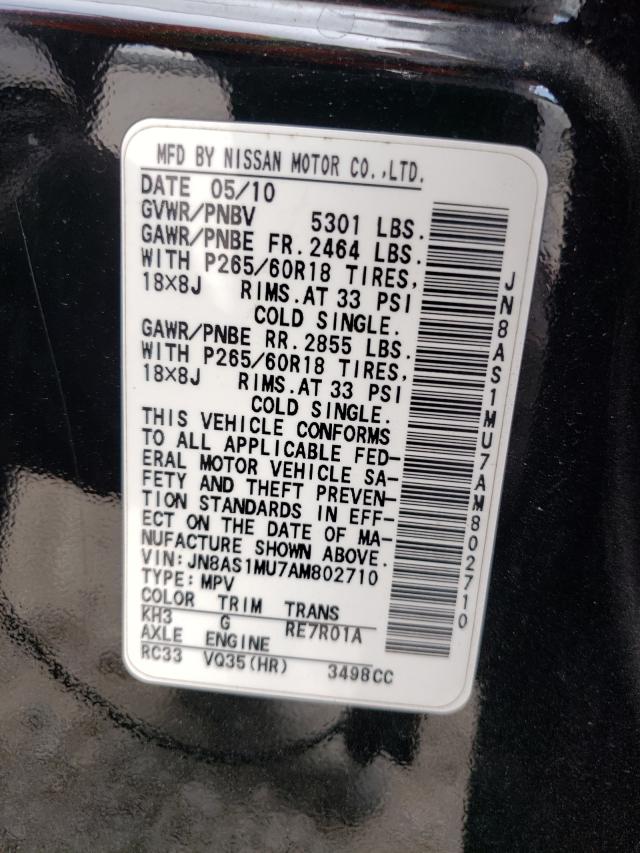 MFD BY NISSAN MOTOR CO.,LTD.
DATE 05/10
GVWR/PNBV 5301 LBS.
GAWR/PNBE FR.2464 LBS.
WITH P265/60R18 TIRES,
18X8J RIMS.AT 33 PSI
COLD SINGLE.
GAWR/PNBE RR.2855 LBS.
WITH P265/60R18 TIRES,
18X8J RIMS.AT 33 PSI
COLD SINGLE.
THIS VEHICLE CONFORMS
TO ALL APPLICABLE FED-
ERAL MOTOR VEHICLE SA-
FETY AND THEFT PREVEN-
TION STANDARDS IN EFF-
ECT ON THE DATE OF MA-
NUFACTURE SHOWN ABOVE.
VIN:JN8AS1MU7AM802710
TYPE:MPV
COLOR TRIM TRANS
KH3 G RE7R01A
AXLE ENGINE
RC33 VQ35(HR) 3498CC
JN8AS1MU7AM802710